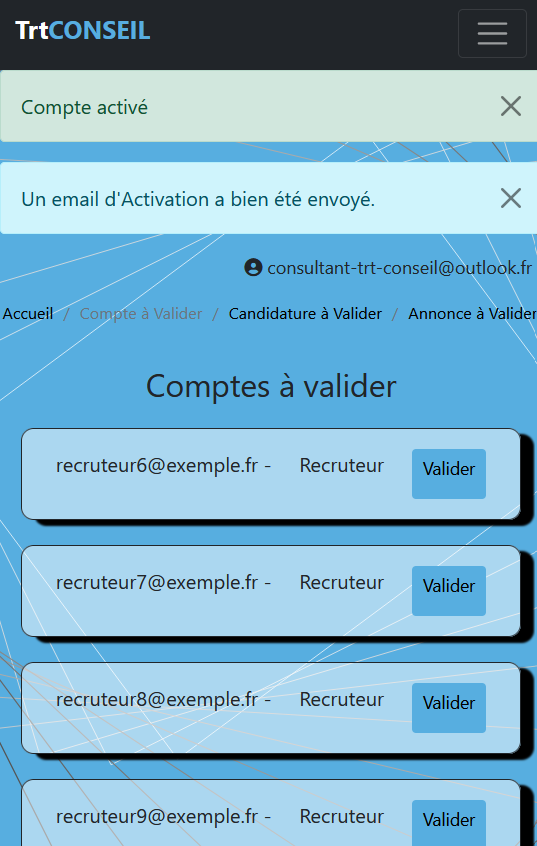 TrtCONSEIL
Compte activé
Un email d'Activation a bien été envoyé.
consultant-trt-conseil@outlook.fr
Accueil / Compte à Valider / Candidature à Valider / Annonce à Valider
Comptes à valider
recruteur6@exemple.fr - Recruteur Valider
recruteur7@exemple.fr - Recruteur Valider
recruteur8@exemple.fr - Recruteur Valider
recruteur9@exemple.fr - Recruteur Valider